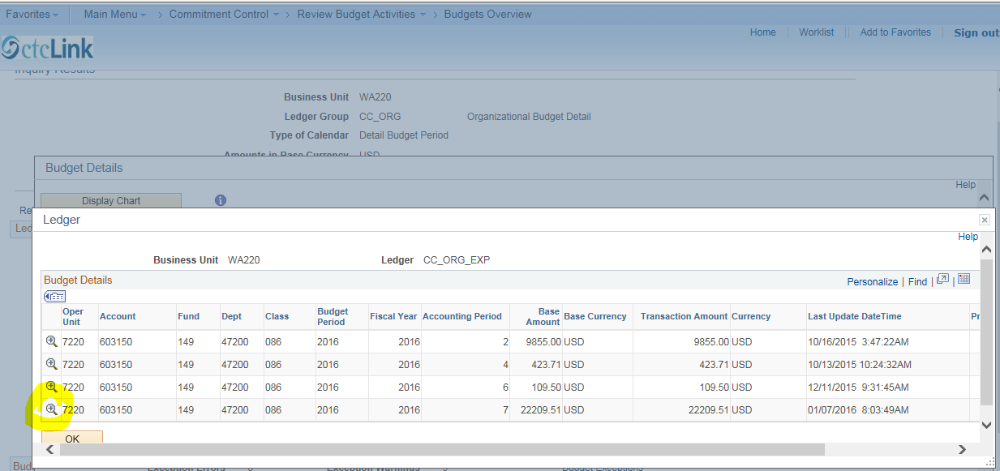 Favorites Main Menu > Commitment Control > Review Budget Activities > Budgets Overview
Home Worklist Add to Favorites Sign out
ctcLink
Inquiry Results
Business Unit WA220
Ledger Group CC_ORG Organizational Budget Detail
Type of Calendar Detail Budget Period
Amounts in Base Currency USD
Budget Details
Help
Display Chart
Re
Led
Ledger
Help
Business Unit WA220 Ledger CC_ORG_EXP
Budget Details Personalize | Find | |
Oper Unit Account Fund Dept Class Budget Period Fiscal Year Accounting Period Base Amount Base Currency Transaction Amount Currency Last Update DateTime Pr
7220 603150 149 47200 086 2016 2016 2 9855.00 USD 9855.00 USD 10/16/2015 3:47:22AM
7220 603150 149 47200 086 2016 2016 4 423.71 USD 423.71 USD 10/13/2015 10:24:32AM
7220 603150 149 47200 086 2016 2016 6 109.50 USD 109.50 USD 12/11/2015 9:31:45AM
7220 603150 149 47200 086 2016 2016 7 22209.51 USD 22209.51 USD 01/07/2016 8:03:49AM
OK
Budg Exception Errors Exception Warnings Budget Exceptions